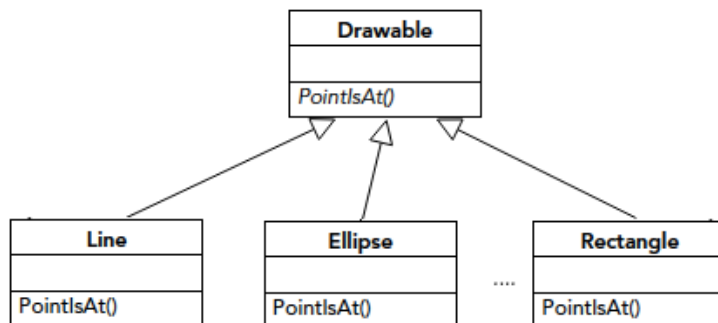 Drawable
PointIsAt()
Line
Ellipse
Rectangle
....
PointIsAt()
PointIsAt()
PointIsAt()